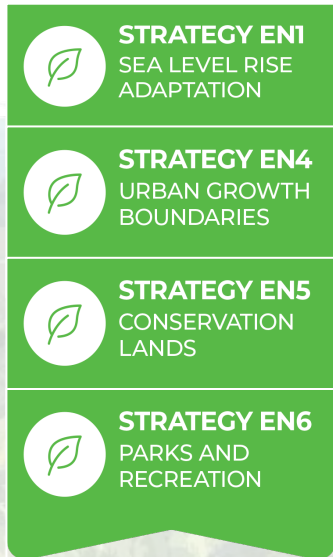 STRATEGY EN1
SEA LEVEL RISE
ADAPTATION
STRATEGY EN4
URBAN GROWTH
BOUNDARIES
STRATEGY EN5
CONSERVATION
LANDS
STRATEGY EN6
PARKS AND
RECREATION